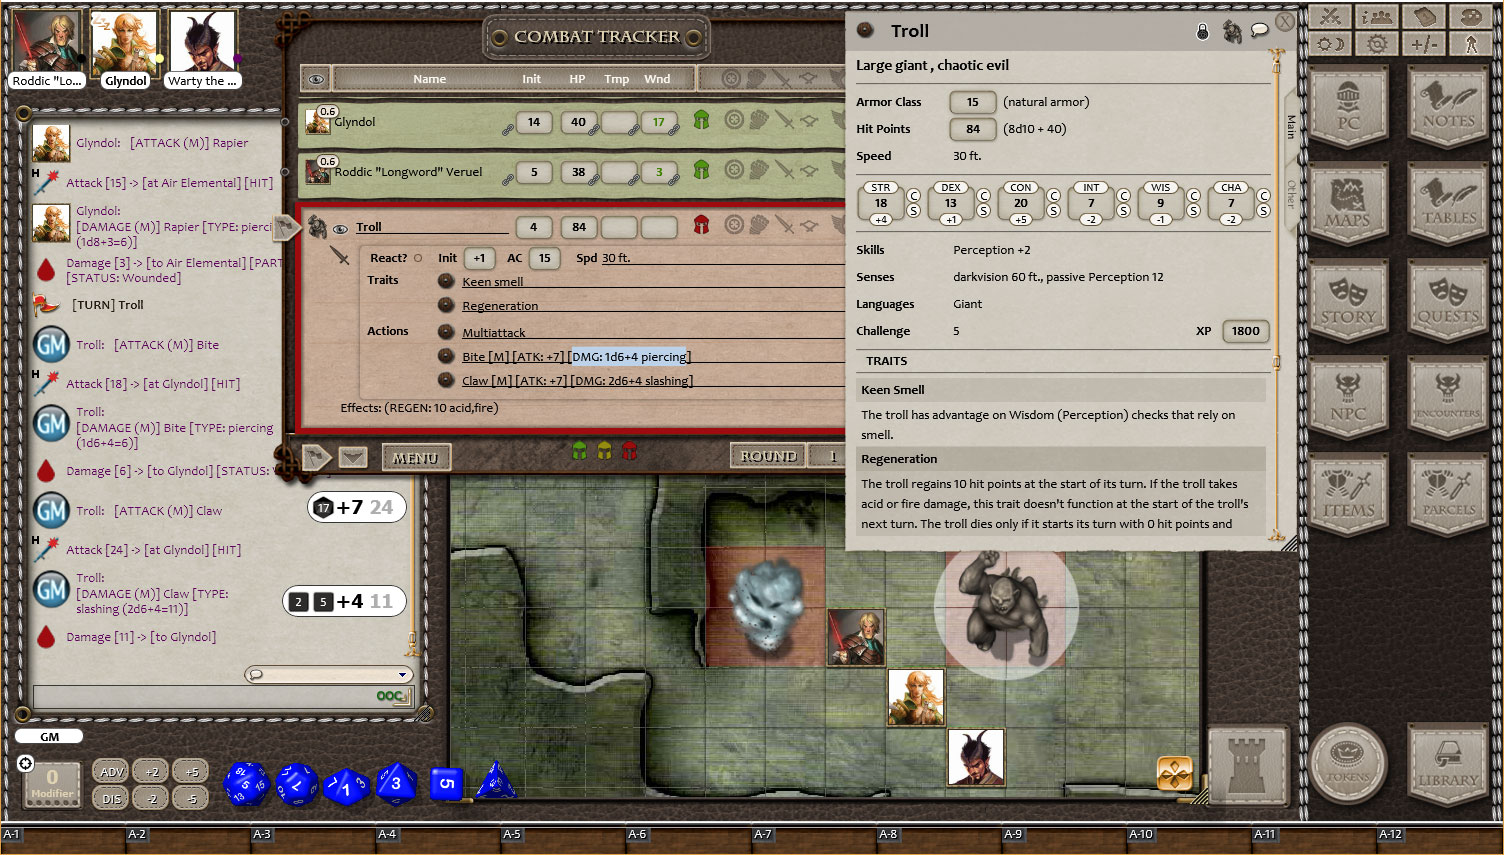 Roddic "Lo...
Glyndol
Warty the ...
Glyndol:   [ATTACK (M)] Rapier
H
Attack [15] -> [at Air Elemental] [HIT]
Glyndol:
[DAMAGE (M)] Rapier [TYPE: pierci
(1d8+3=6)]
Damage [3] -> [to Air Elemental] [PART
[STATUS: Wounded]
[TURN] Troll
GM
Troll:   [ATTACK (M)] Bite
H
Attack [18] -> [at Glyndol] [HIT]
GM
Troll:
[DAMAGE (M)] Bite [TYPE: piercing
(1d6+4=6)]
Damage [6] -> [to Glyndol] [STATUS:
GM
Troll:   [ATTACK (M)] Claw
17 +7 24
H
Attack [24] -> [at Glyndol] [HIT]
GM
Troll:
[DAMAGE (M)] Claw [TYPE:
slashing (2d6+4=11)]
2 5 +4 11
Damage [11] -> [to Glyndol]
OOC
GM
0
Modifier
ADV +2 +5
DIS -2 -5
COMBAT TRACKER
Name Init HP Tmp Wnd
0.6
Glyndol 14 40 17
0.6
Roddic "Longword" Veruel 5 38 3
Troll 4 84
React? Init +1 AC 15 Spd 30 ft.
Traits Keen smell
Regeneration
Actions Multiattack
Bite [M] [ATK: +7] [DMG: 1d6+4 piercing]
Claw [M] [ATK: +7] [DMG: 2d6+4 slashing]
Effects: (REGEN: 10 acid,fire)
MENU ROUND 1
Troll
X
Large giant , chaotic evil
Armor Class 15 (natural armor)
Hit Points 84 (8d10 + 40)
Speed 30 ft.
STR DEX CON INT WIS CHA
C C C C C C
18 13 20 7 9 7
S S S S S S
+4 +1 +5 -2 -1 -2
Skills Perception +2
Senses darkvision 60 ft., passive Perception 12
Languages Giant
Challenge 5 XP 1800
TRAITS
Keen Smell
The troll has advantage on Wisdom (Perception) checks that rely on
smell.
Regeneration
The troll regains 10 hit points at the start of its turn. If the troll takes
acid or fire damage, this trait doesn't function at the start of the troll's
next turn. The troll dies only if it starts its turn with 0 hit points and
Main
Other
+/-
PC NOTES
MAPS TABLES
STORY QUESTS
NPC ENCOUNTERS
ITEMS PARCELS
TOKENS LIBRARY
A-1 A-2 A-3 A-4 A-5 A-6 A-7 A-8 A-9 A-10 A-11 A-12